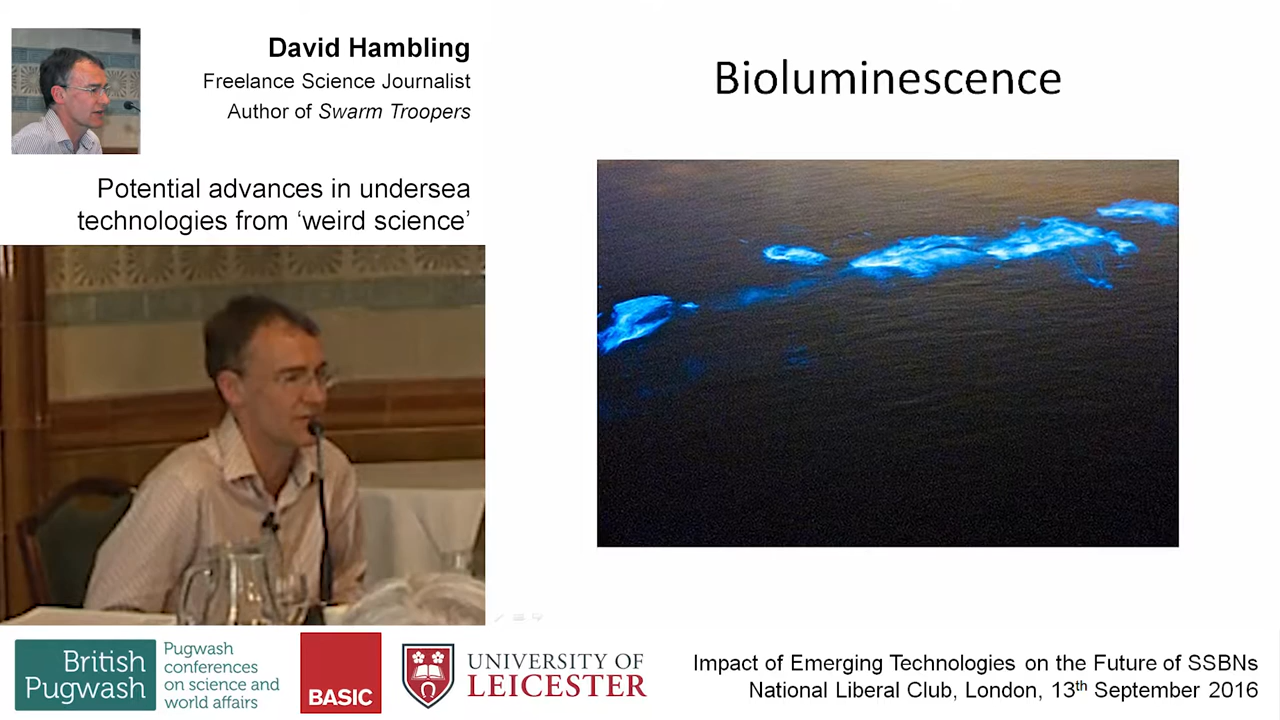 David Hambling
Freelance Science Journalist
Author of Swarm Troopers
Potential advances in undersea
technologies from ‘weird science’
Bioluminescence
British
Pugwash
Pugwash
conferences
on science and
world affairs
BASIC
UNIVERSITY OF
LEICESTER
Impact of Emerging Technologies on the Future of SSBNs
National Liberal Club, London, 13th September 2016